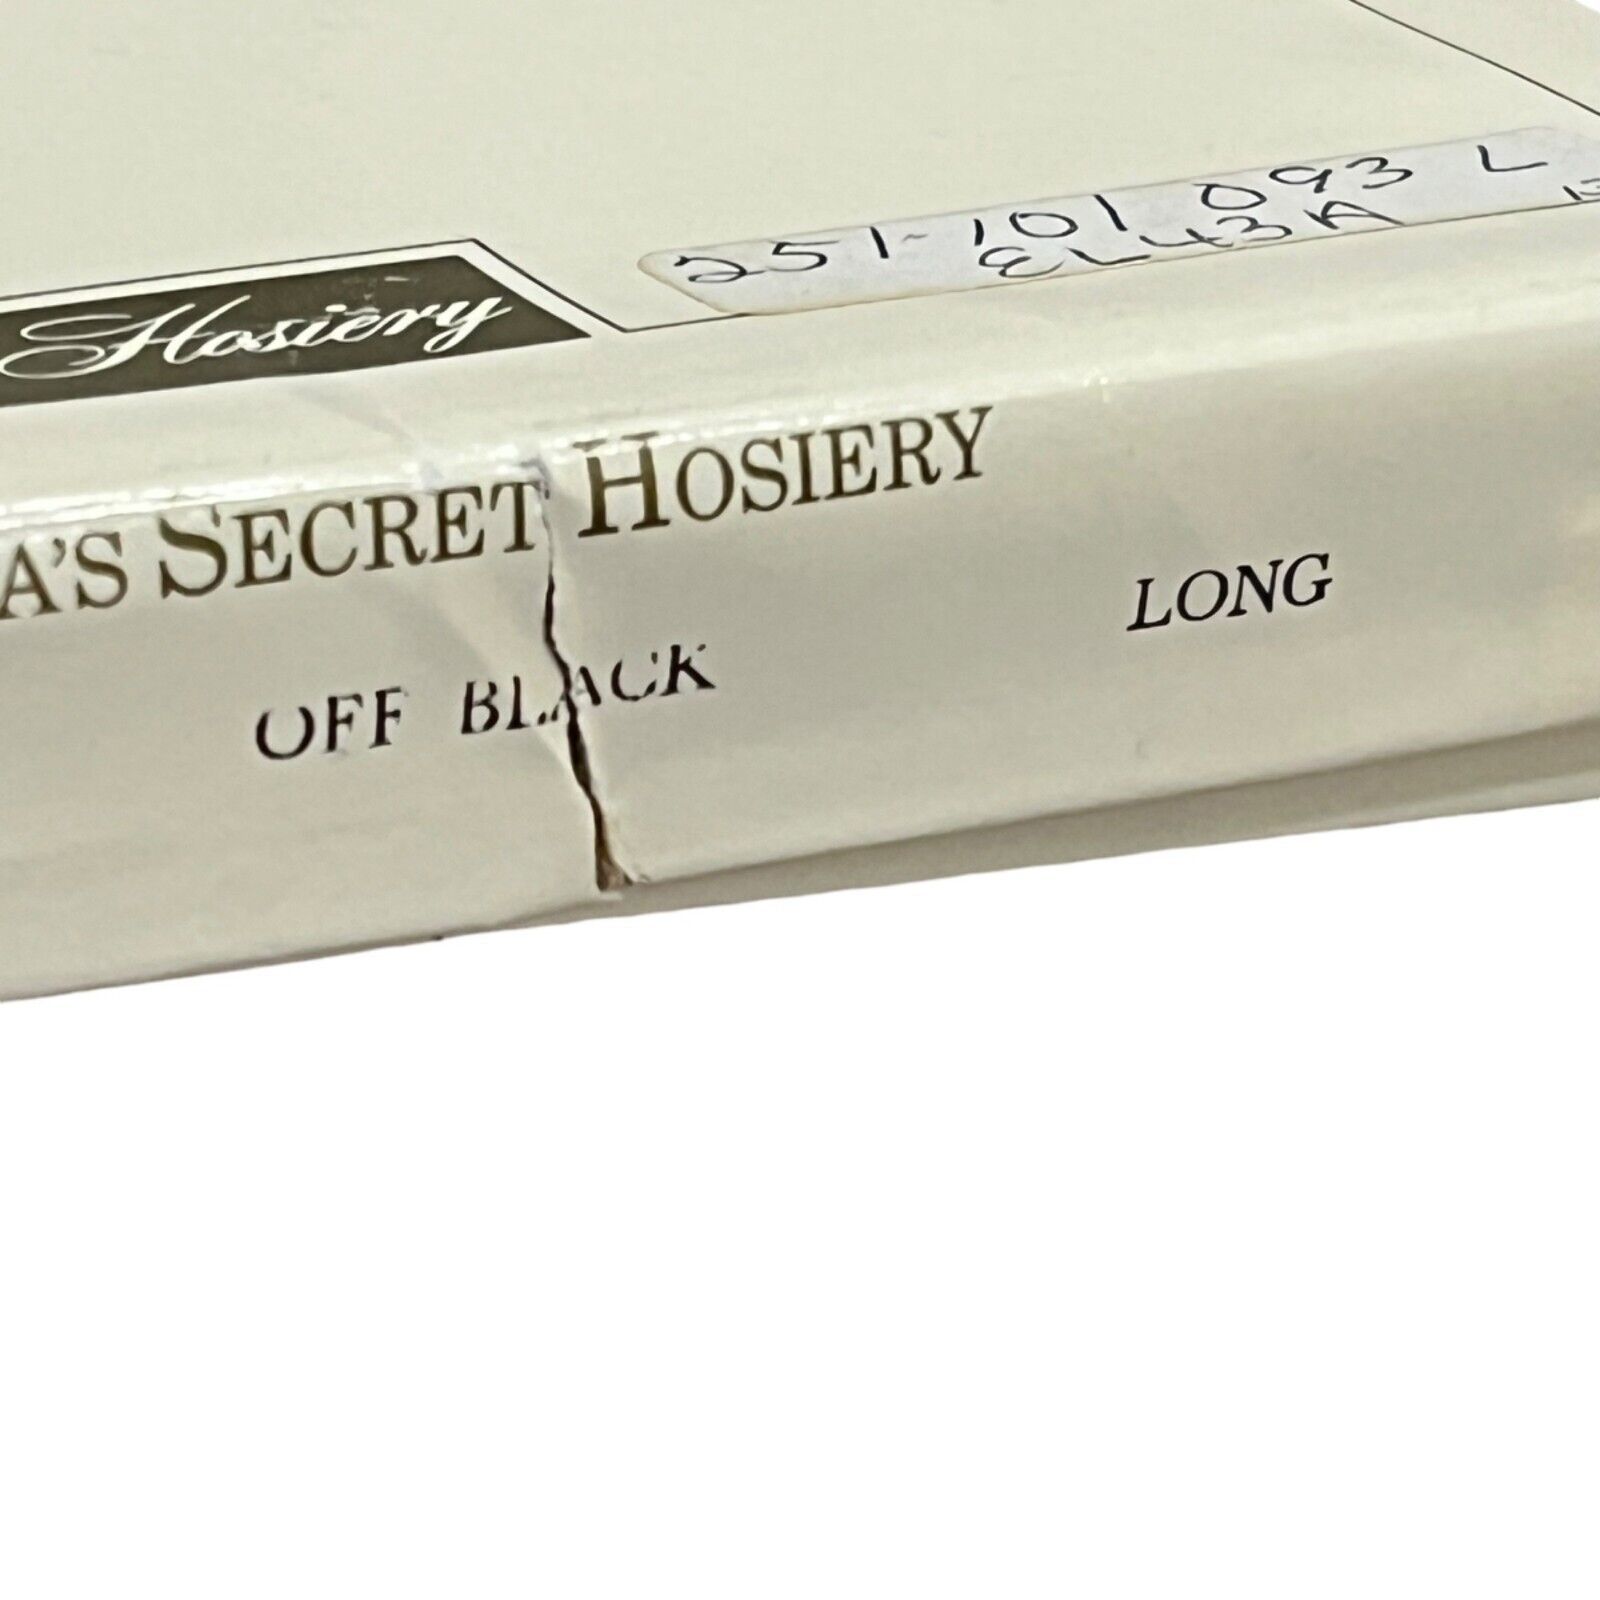 251-101 093 L
EL43A
Hosiery
A'S SECRET HOSIERY
OFF BLACK LONG